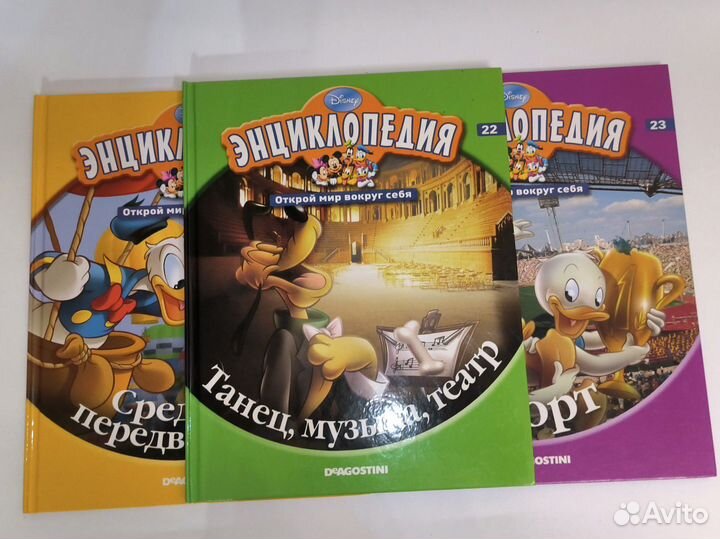 Disney
ЭНЦИКЛ
Открой мир
Сред
передв
Disney
ЭНЦИКЛОПЕДИЯ
22
Открой мир вокруг себя
Танец, музыка, театр
DeAGOSTINI
Disney
ЛОПЕДИЯ
23
вокруг себя
орт
AGOSTINI
Avito